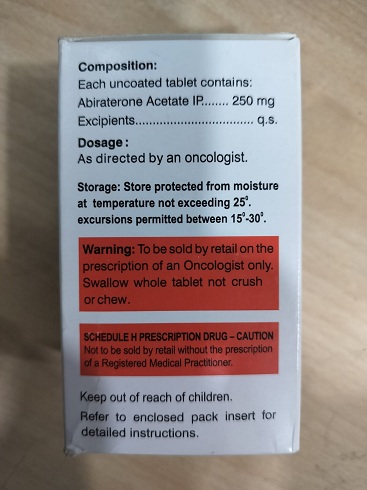 Composition:
Each uncoated tablet contains:
Abiraterone Acetate IP........ 250 mg
Excipients.................................. q.s.
Dosage :
As directed by an oncologist.
Storage: Store protected from moisture
at temperature not exceeding 25°.
excursions permitted between 15°-30°.
Warning: To be sold by retail on the
prescription of an Oncologist only.
Swallow whole tablet not crush
or chew.
SCHEDULE H PRESCRIPTION DRUG – CAUTION
Not to be sold by retail without the prescription
of a Registered Medical Practitioner.
Keep out of reach of children.
Refer to enclosed pack insert for
detailed instructions.